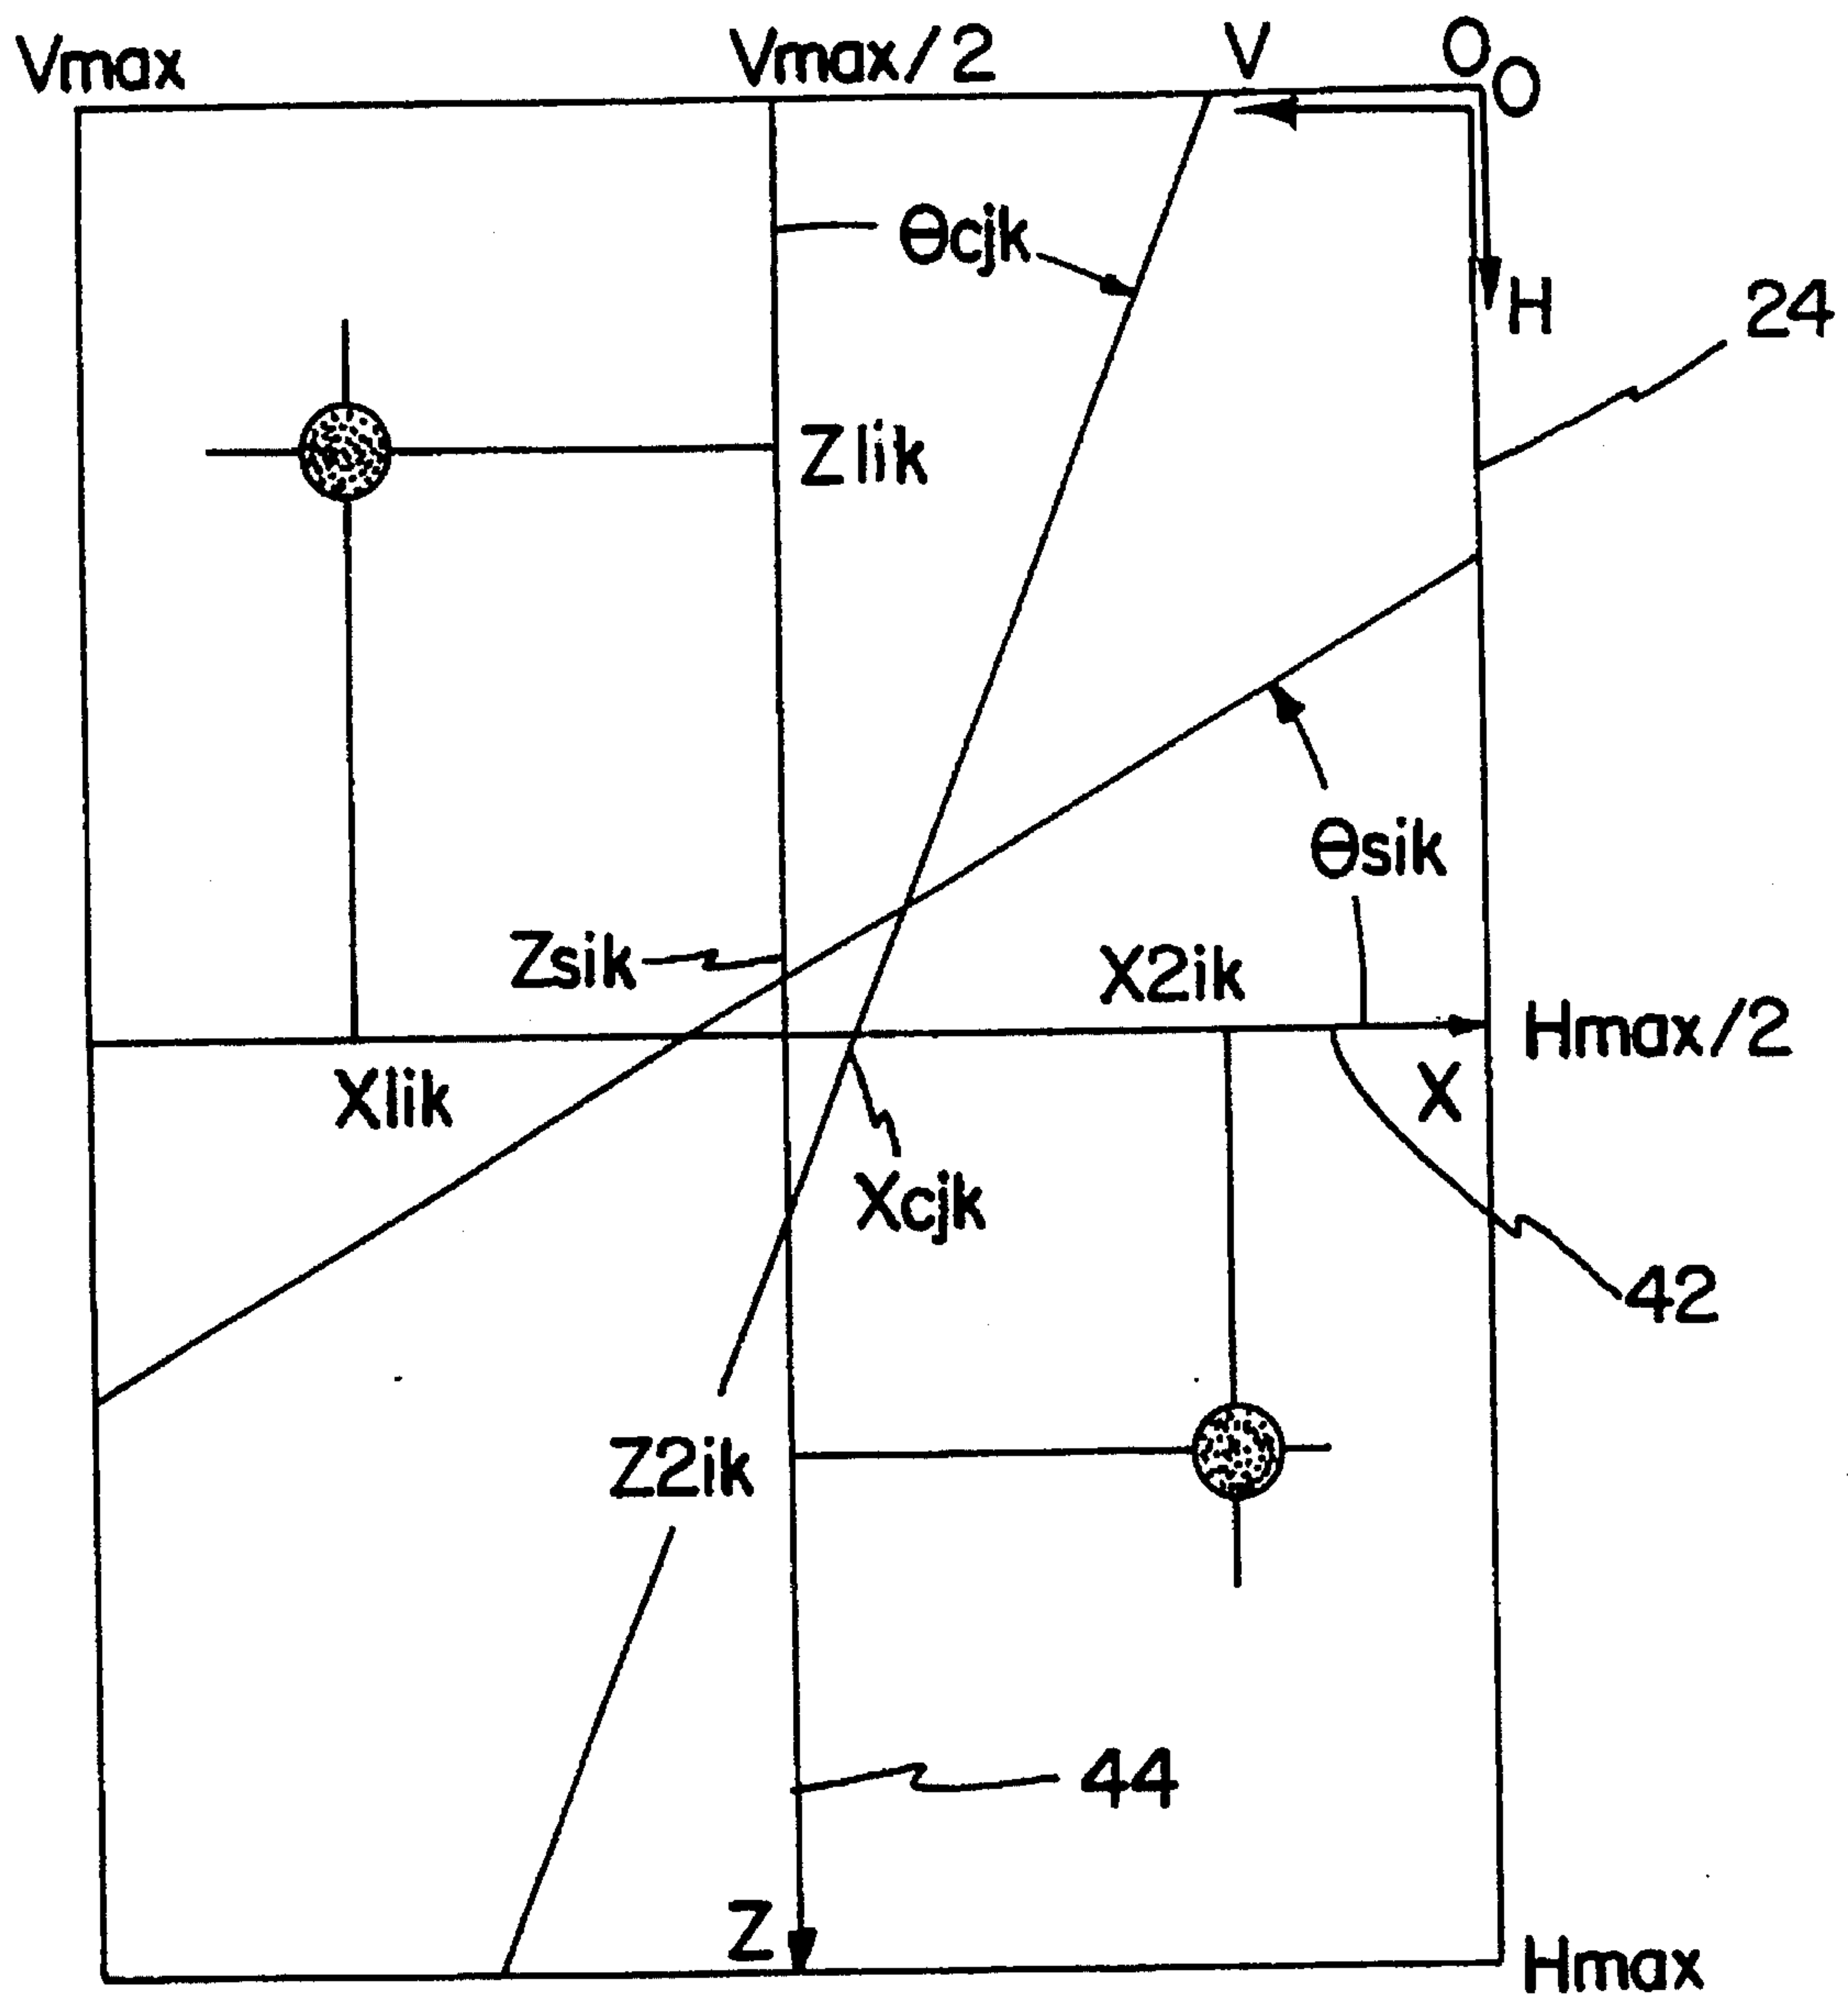 Vmax
Vmax/2
V
O
O
θcjk
H
24
Zlik
θsik
Zsik
X2ik
Hmax/2
Xlik
X
Xcjk
42
Z2ik
44
Z
Hmax